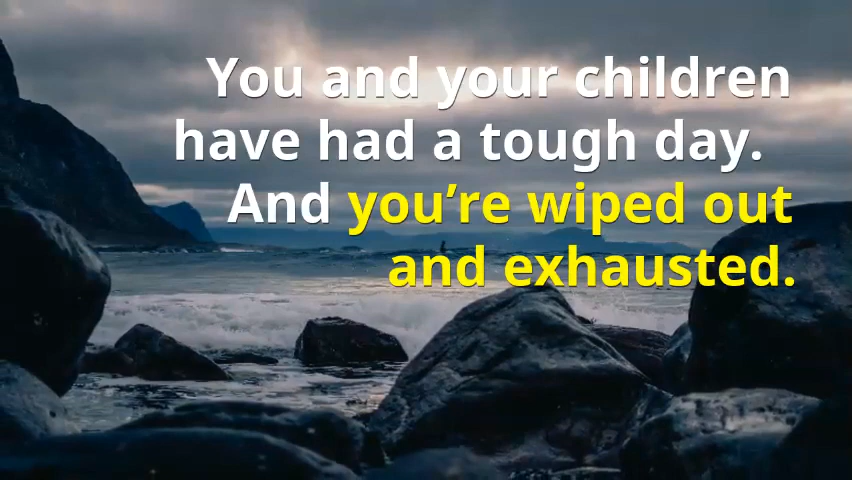 You and your children
have had a tough day.
And you’re wiped out
and exhausted.